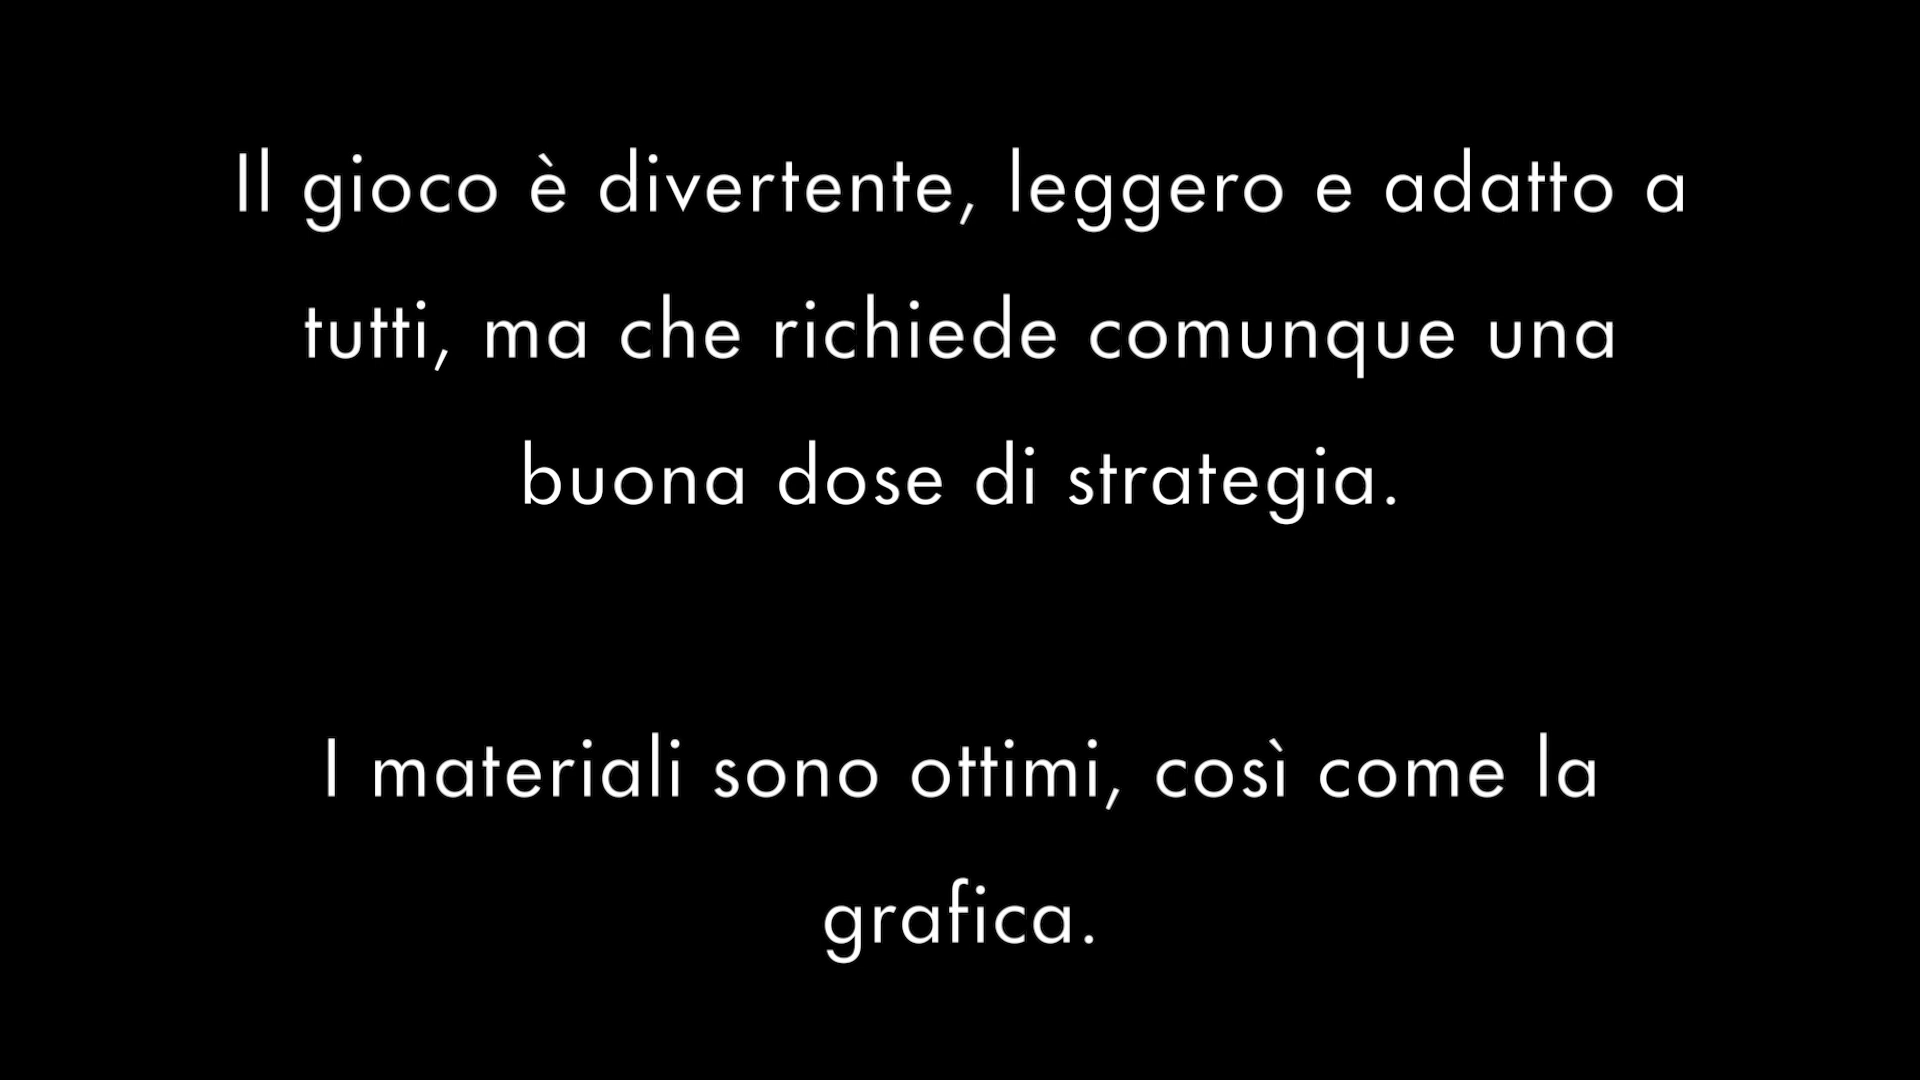 Il gioco è divertente, leggero e adatto a
tutti, ma che richiede comunque una
buona dose di strategia.
I materiali sono ottimi, così come la
grafica.